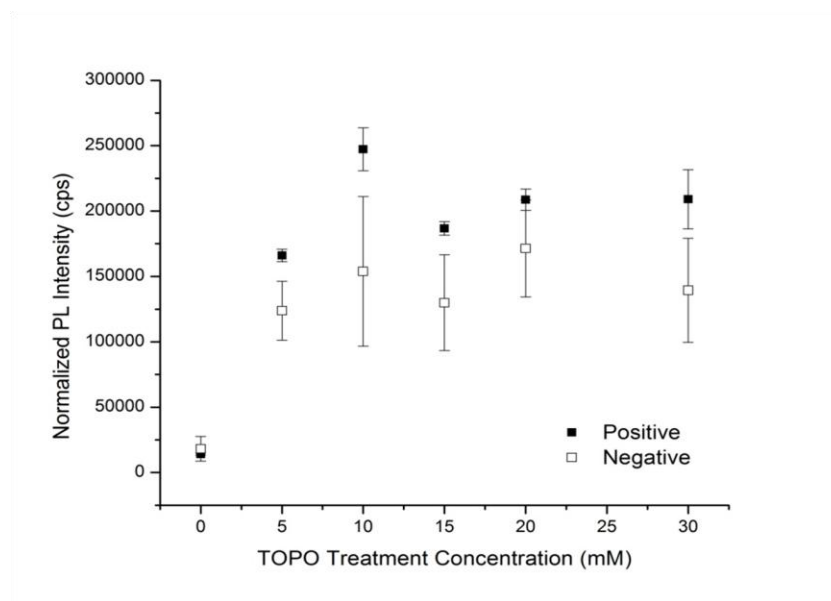 300000
250000
200000
150000
100000
50000
0
Normalized PL Intensity (cps)
Positive
Negative
0 5 10 15 20 25 30
TOPO Treatment Concentration (mM)